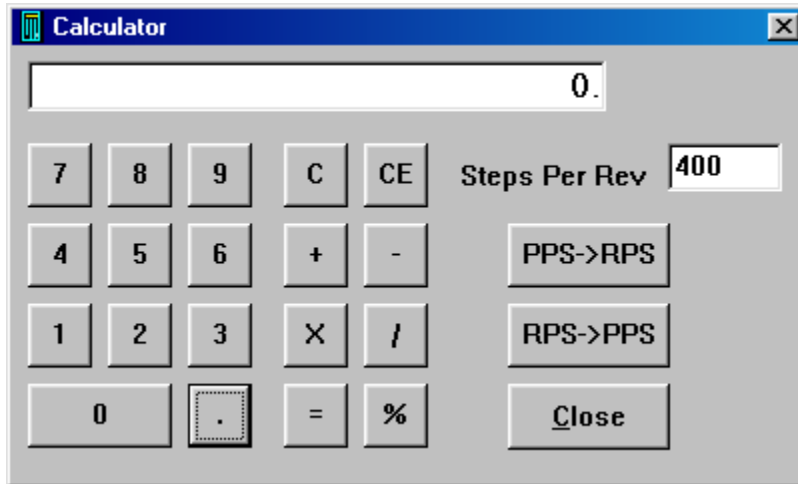 Calculator
0.
7 8 9 C CE Steps Per Rev 400
4 5 6 + - PPS->RPS
1 2 3 X / RPS->PPS
0 . = % Close